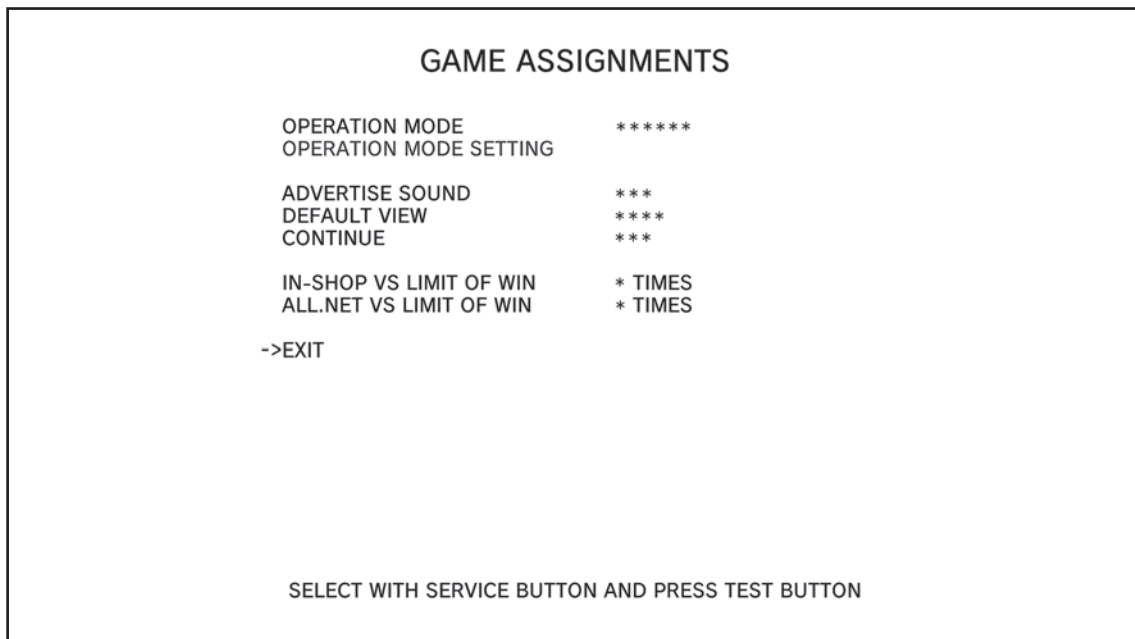 GAME ASSIGNMENTS
OPERATION MODE ******
OPERATION MODE SETTING
ADVERTISE SOUND ***
DEFAULT VIEW ****
CONTINUE ***
IN-SHOP VS LIMIT OF WIN * TIMES
ALL.NET VS LIMIT OF WIN * TIMES
->EXIT
SELECT WITH SERVICE BUTTON AND PRESS TEST BUTTON